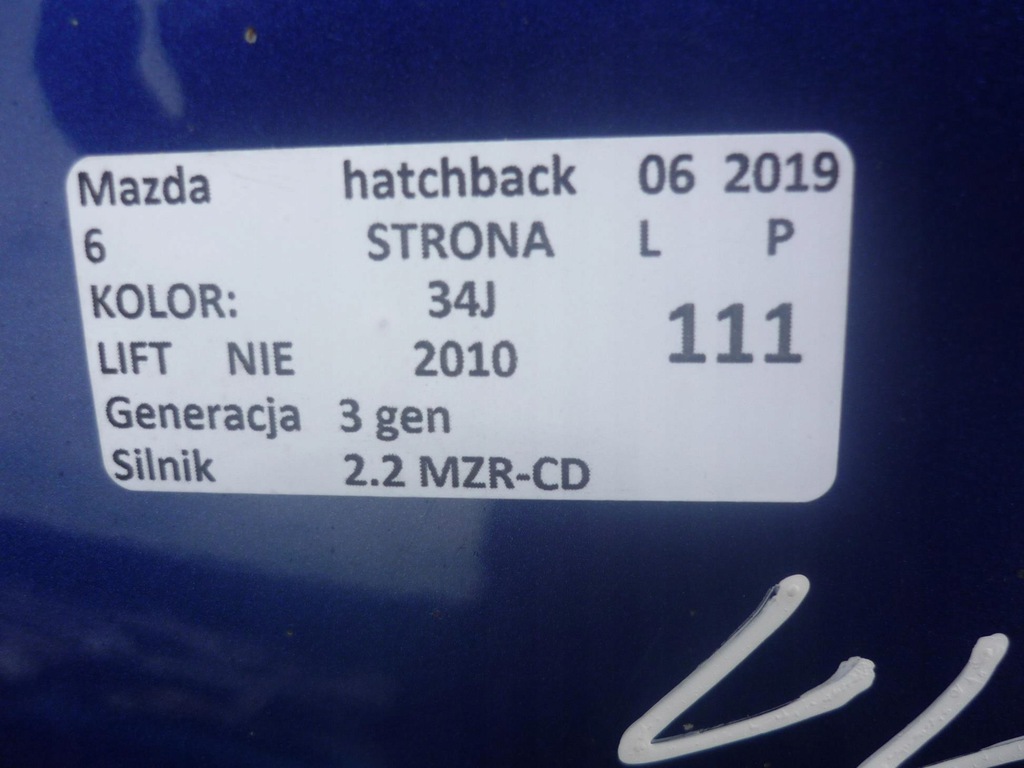 Mazda hatchback 06 2019
6 STRONA L P
KOLOR: 34J 111
LIFT NIE 2010
Generacja 3 gen
Silnik 2.2 MZR-CD